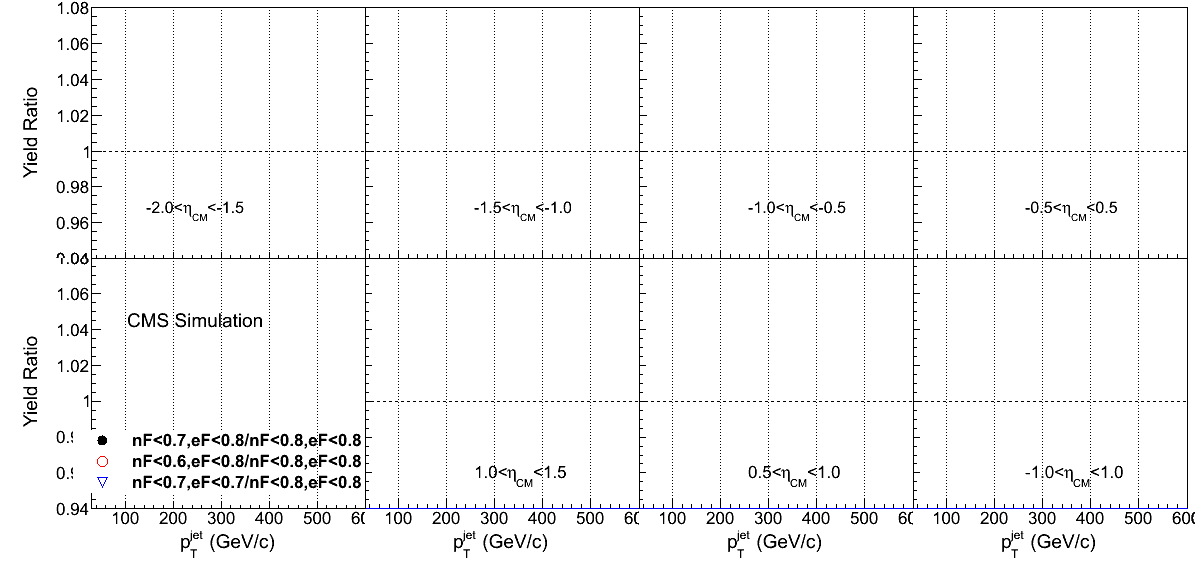 1.08
1.06
1.04
1.02
1
0.98
0.96
Yield Ratio
-2.0<η_CM<-1.5
-1.5<η_CM<-1.0
-1.0<η_CM<-0.5
-0.5<η_CM<0.5
1.06
1.04
1.02
1
0.94
Yield Ratio
CMS Simulation
nF<0.7,eF<0.8/nF<0.8,eF<0.8
nF<0.6,eF<0.8/nF<0.8,eF<0.8
nF<0.7,eF<0.7/nF<0.8,eF<0.8
1.0<η_CM<1.5
0.5<η_CM<1.0
-1.0<η_CM<1.0
100 200 300 400 500
100 200 300 400 500
100 200 300 400 500
100 200 300 400 500
p_T^jet (GeV/c)
p_T^jet (GeV/c)
p_T^jet (GeV/c)
p_T^jet (GeV/c)